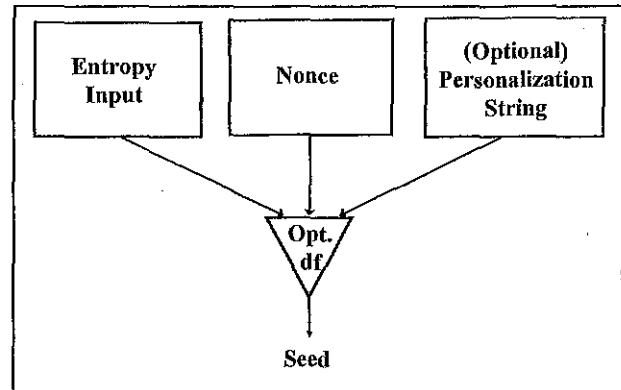 Entropy
Input
Nonce
(Optional)
Personalization
String
Opt.
df
Seed